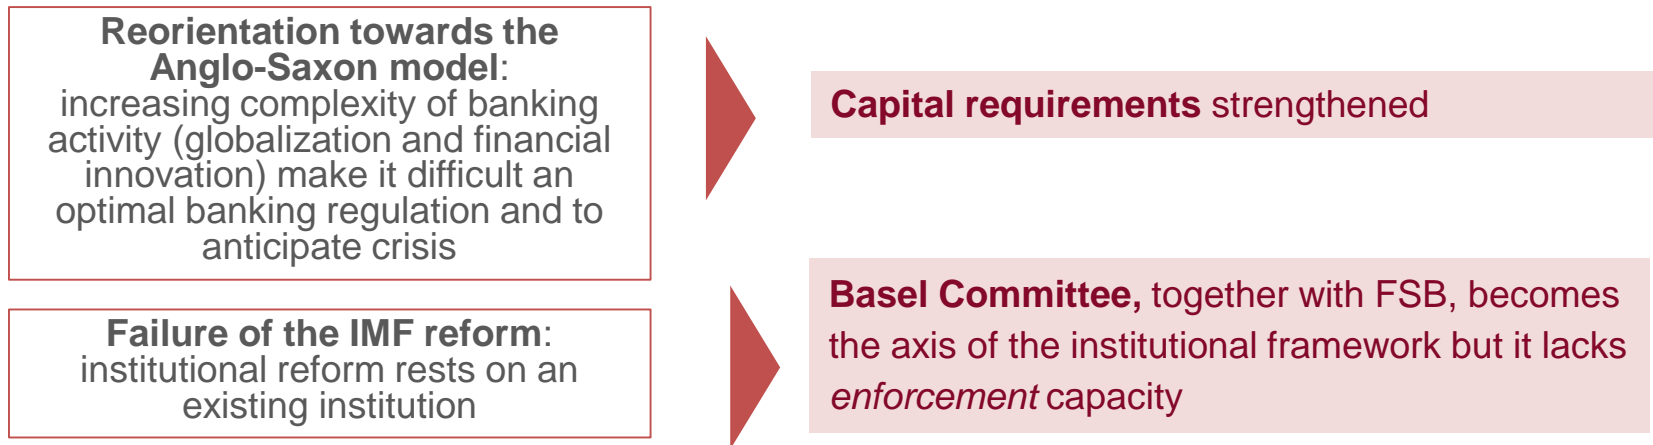 Reorientation towards the
Anglo-Saxon model:
increasing complexity of banking
activity (globalization and financial
innovation) make it difficult an
optimal banking regulation and to
anticipate crisis
Capital requirements strengthened
Failure of the IMF reform:
institutional reform rests on an
existing institution
Basel Committee, together with FSB, becomes
the axis of the institutional framework but it lacks
enforcement capacity